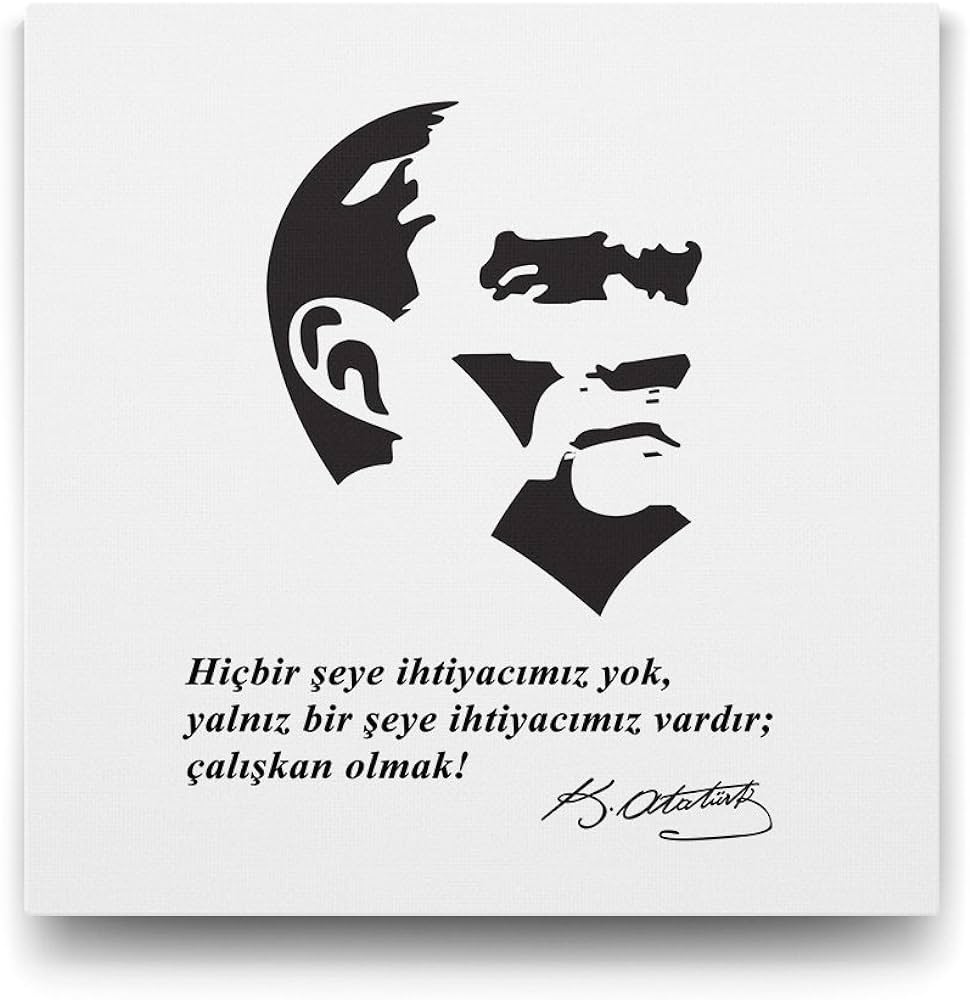 Hiçbir şeye ihtiyacımız yok,
yalnız bir şeye ihtiyacımız vardır;
çalışkan olmak!
K. Atatürk